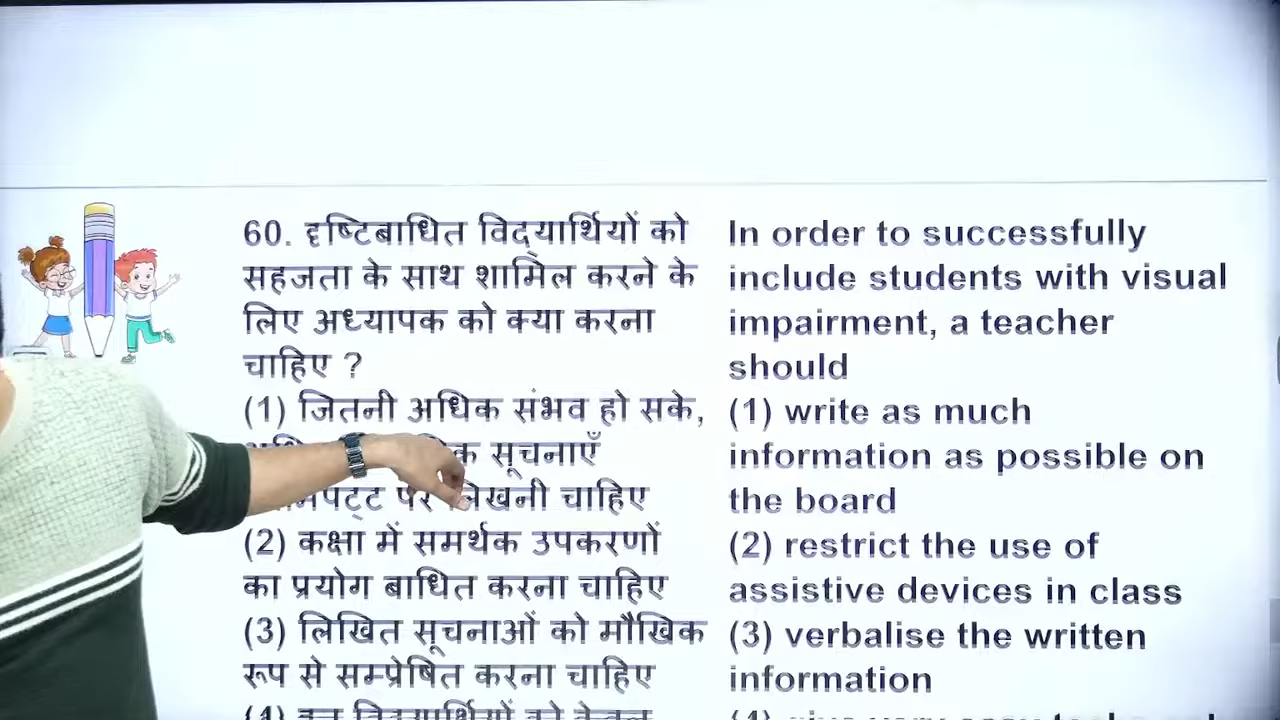 60. दृष्टिबाधित विद्यार्थियों को
सहजता के साथ शामिल करने के
लिए अध्यापक को क्या करना
चाहिए ?
(1) जितनी अधिक संभव हो सके,
सूचनाएँ
लिखनी चाहिए
(2) कक्षा में समर्थक उपकरणों
का प्रयोग बाधित करना चाहिए
(3) लिखित सूचनाओं को मौखिक
रूप से सम्प्रेषित करना चाहिए
In order to successfully
include students with visual
impairment, a teacher
should
(1) write as much
information as possible on
the board
(2) restrict the use of
assistive devices in class
(3) verbalise the written
information